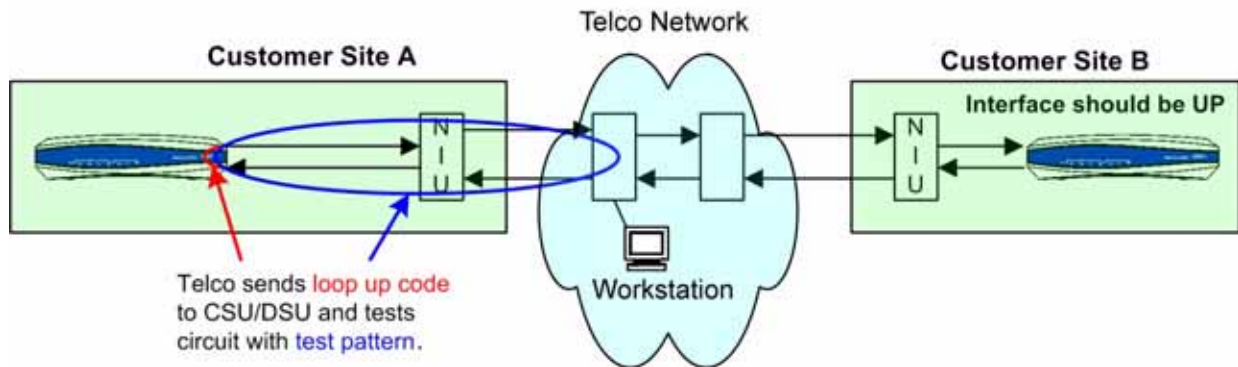 Telco Network
Customer Site A
Customer Site B
Interface should be UP
N
I
U
N
I
U
Workstation
Telco sends loop up code
to CSU/DSU and tests
circuit with test pattern.